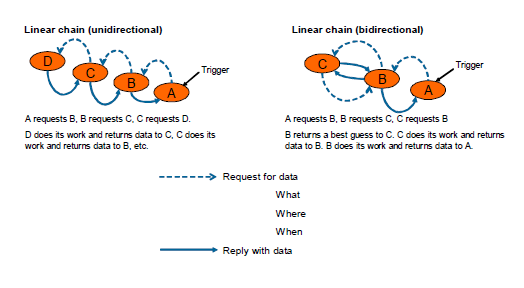 Linear chain (unidirectional)
D
C
B
A
Trigger
A requests B, B requests C, C requests D.
D does its work and returns data to C, C does its
work and returns data to B, etc.
Linear chain (bidirectional)
C
B
A
Trigger
A requests B, B requests C, C requests B
B returns a best guess to C. C does its work and returns
data to B. B does its work and returns data to A.
Request for data
What
Where
When
Reply with data